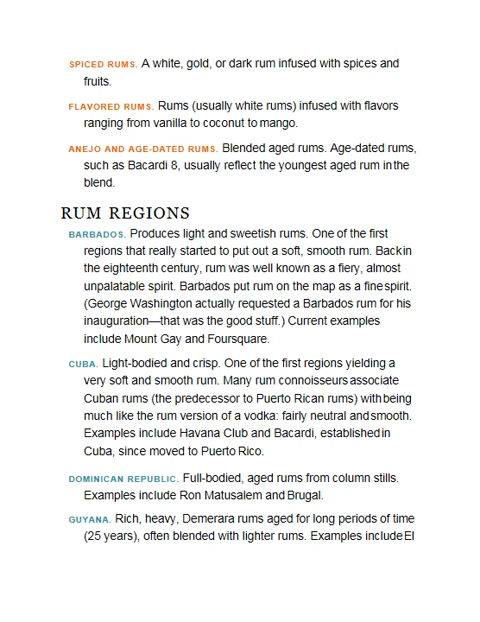 SPICED RUMS. A white, gold, or dark rum infused with spices and
fruits.
FLAVORED RUMS. Rums (usually white rums) infused with flavors
ranging from vanilla to coconut to mango.
ANEJO AND AGE-DATED RUMS. Blended aged rums. Age-dated rums,
such as Bacardi 8, usually reflect the youngest aged rum in the
blend.
RUM REGIONS
BARBADOS. Produces light and sweetish rums. One of the first
regions that really started to put out a soft, smooth rum. Back in
the eighteenth century, rum was well known as a fiery, almost
unpalatable spirit. Barbados put rum on the map as a fine spirit.
(George Washington actually requested a Barbados rum for his
inauguration—that was the good stuff.) Current examples
include Mount Gay and Foursquare.
CUBA. Light-bodied and crisp. One of the first regions yielding a
very soft and smooth rum. Many rum connoisseurs associate
Cuban rums (the predecessor to Puerto Rican rums) with being
much like the rum version of a vodka: fairly neutral and smooth.
Examples include Havana Club and Bacardi, established in
Cuba, since moved to Puerto Rico.
DOMINICAN REPUBLIC. Full-bodied, aged rums from column stills.
Examples include Ron Matusalem and Brugal.
GUYANA. Rich, heavy, Demerara rums aged for long periods of time
(25 years), often blended with lighter rums. Examples include El